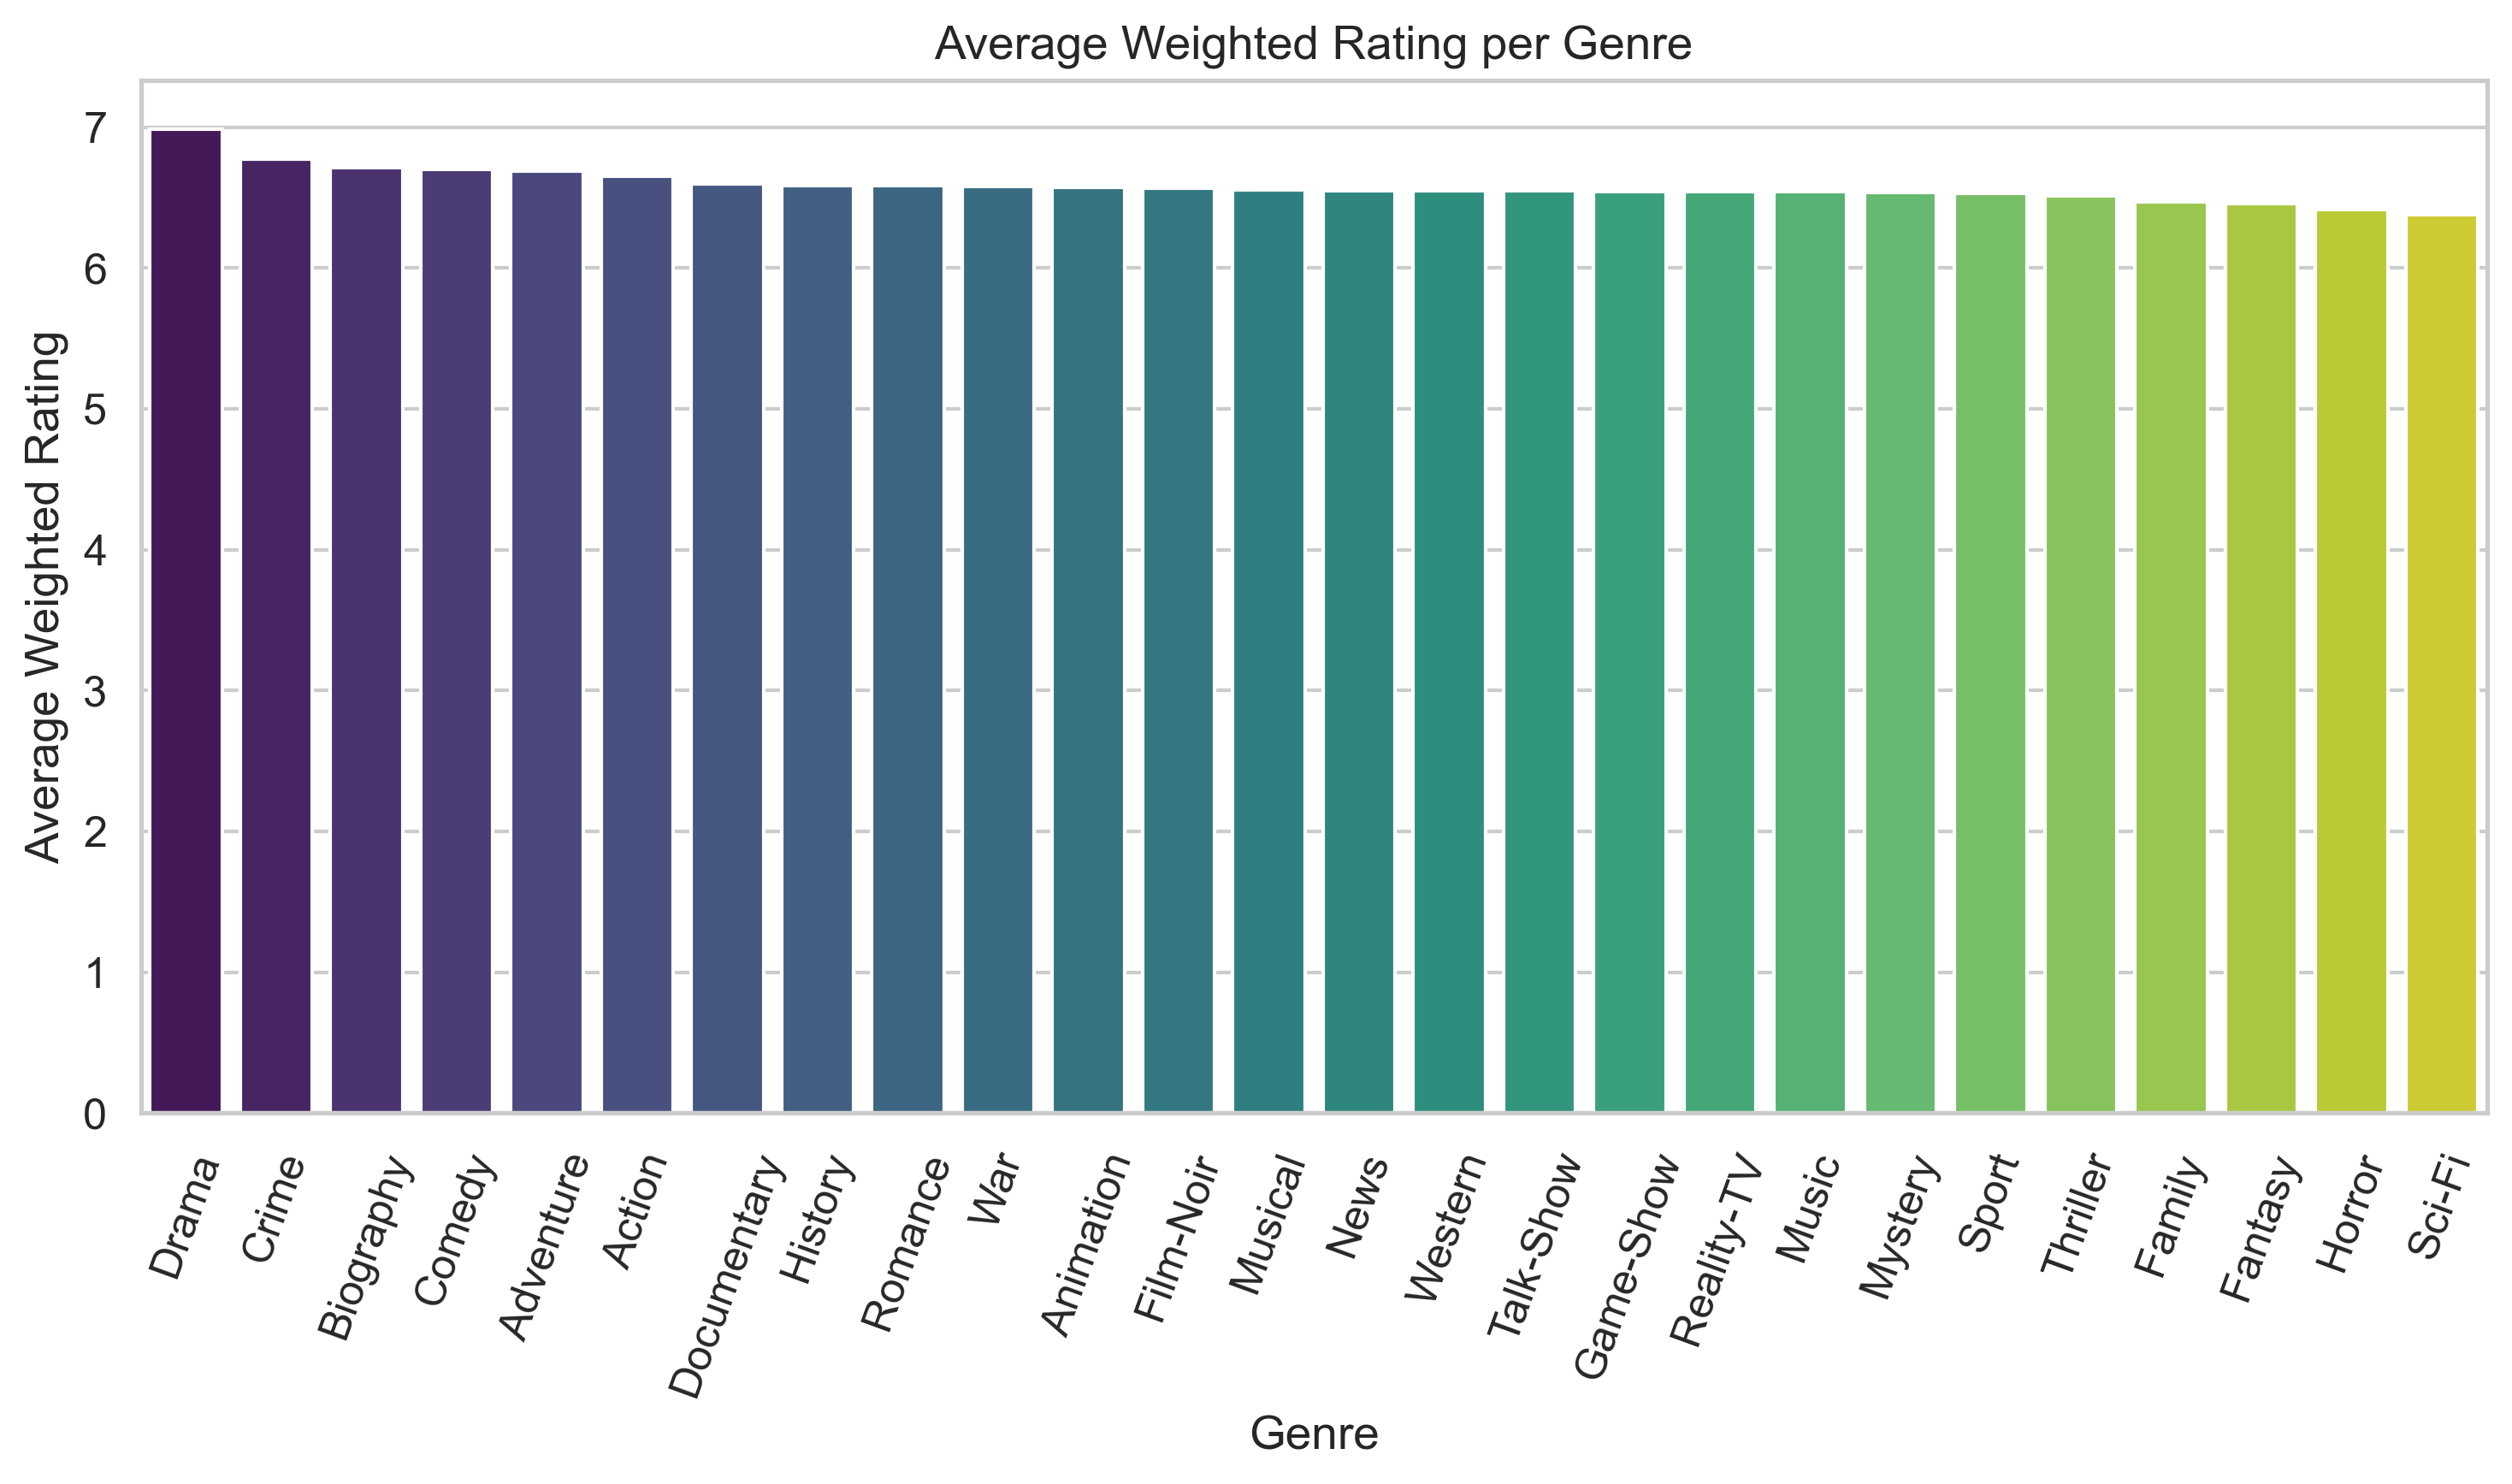 Average Weighted Rating per Genre
Average Weighted Rating
7
6
5
4
3
2
1
0
Drama
Crime
Biography
Comedy
Adventure
Action
Documentary
History
Romance
War
Animation
Film-Noir
Musical
News
Western
Talk-Show
Game-Show
Reality-TV
Music
Mystery
Sport
Thriller
Family
Fantasy
Horror
Sci-Fi
Genre